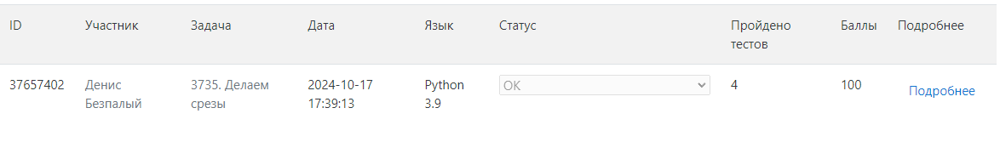 ID Участник Задача Дата Язык Статус Пройдено тестов Баллы Подробнее
37657402 Денис Безпалый 3735. Делаем срезы 2024-10-17 17:39:13 Python 3.9 OK 4 100 Подробнее